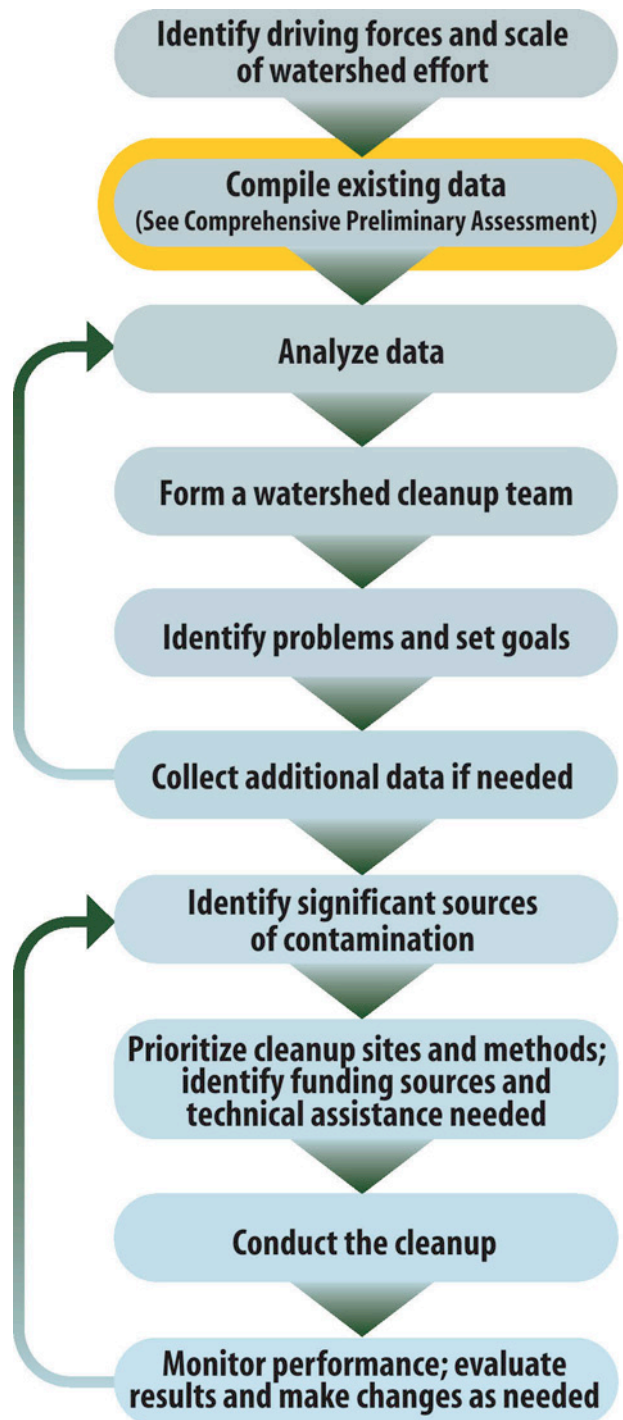 Identify driving forces and scale
of watershed effort
Compile existing data
(See Comprehensive Preliminary Assessment)
Analyze data
Form a watershed cleanup team
Identify problems and set goals
Collect additional data if needed
Identify significant sources
of contamination
Prioritize cleanup sites and methods;
identify funding sources and
technical assistance needed
Conduct the cleanup
Monitor performance; evaluate
results and make changes as needed